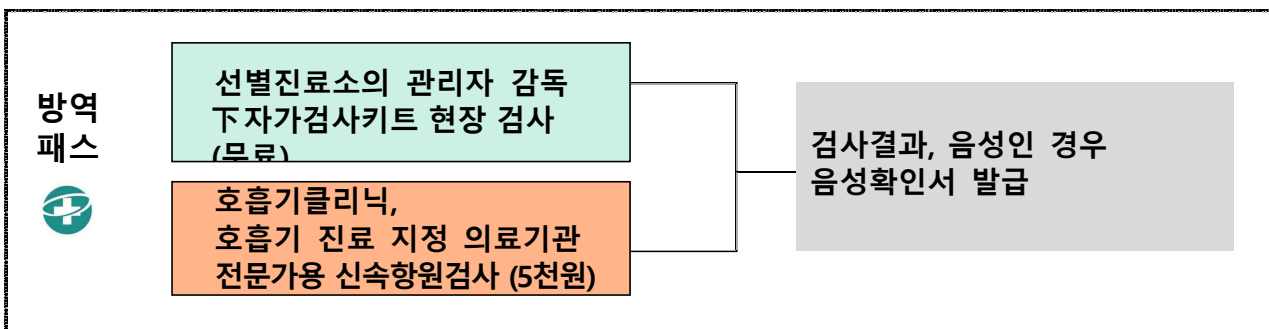 방역
패스
선별진료소의 관리자 감독
下자가검사키트 현장 검사
(무료)
호흡기클리닉,
호흡기 진료 지정 의료기관
전문가용 신속항원검사 (5천원)
검사결과, 음성인 경우
음성확인서 발급